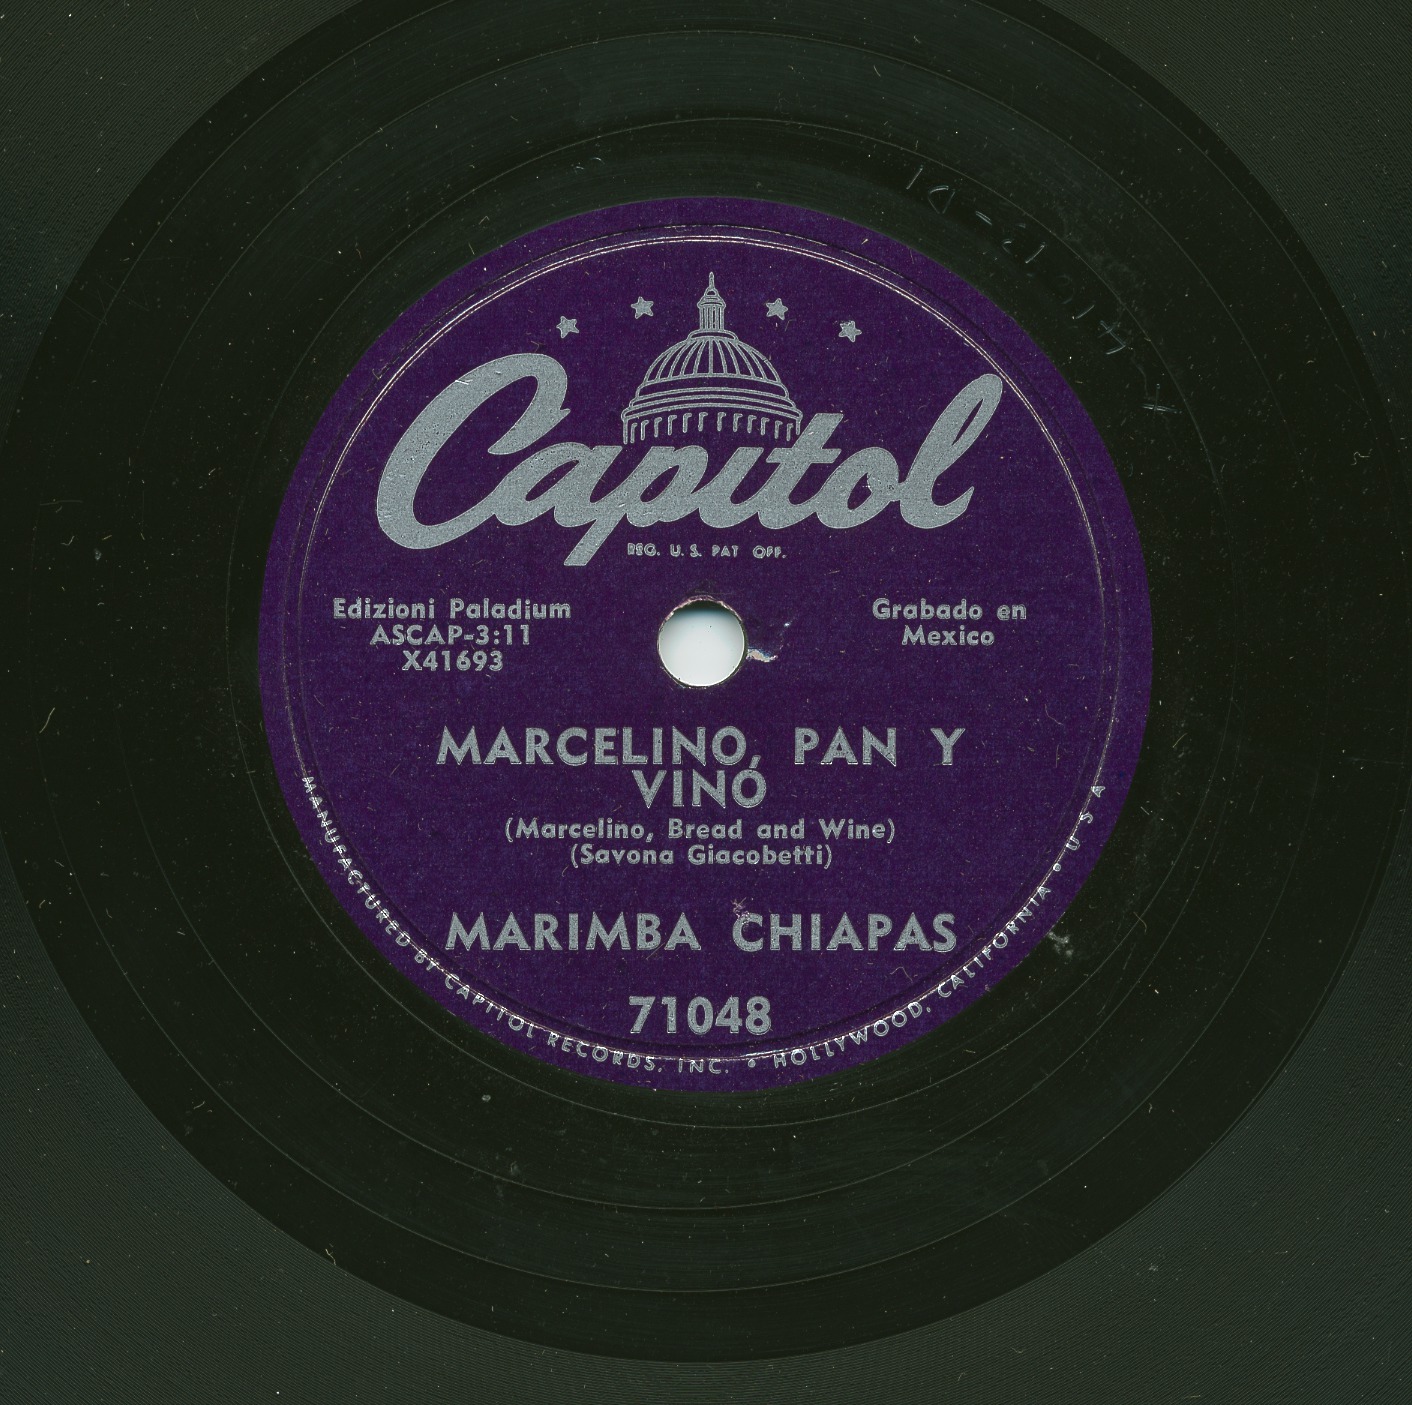 Capitol
REG. U.S. PAT OFF.
Edizioni Paladium
ASCAP-3:11
X41693
Grabado en
Mexico
MARCELINO, PAN Y
VINO
(Marcelino, Bread and Wine)
(Savona Giacobetti)
MARIMBA CHIAPAS
71048
MANUFACTURED BY CAPITOL RECORDS, INC. • HOLLYWOOD, CALIFORNIA • U S A